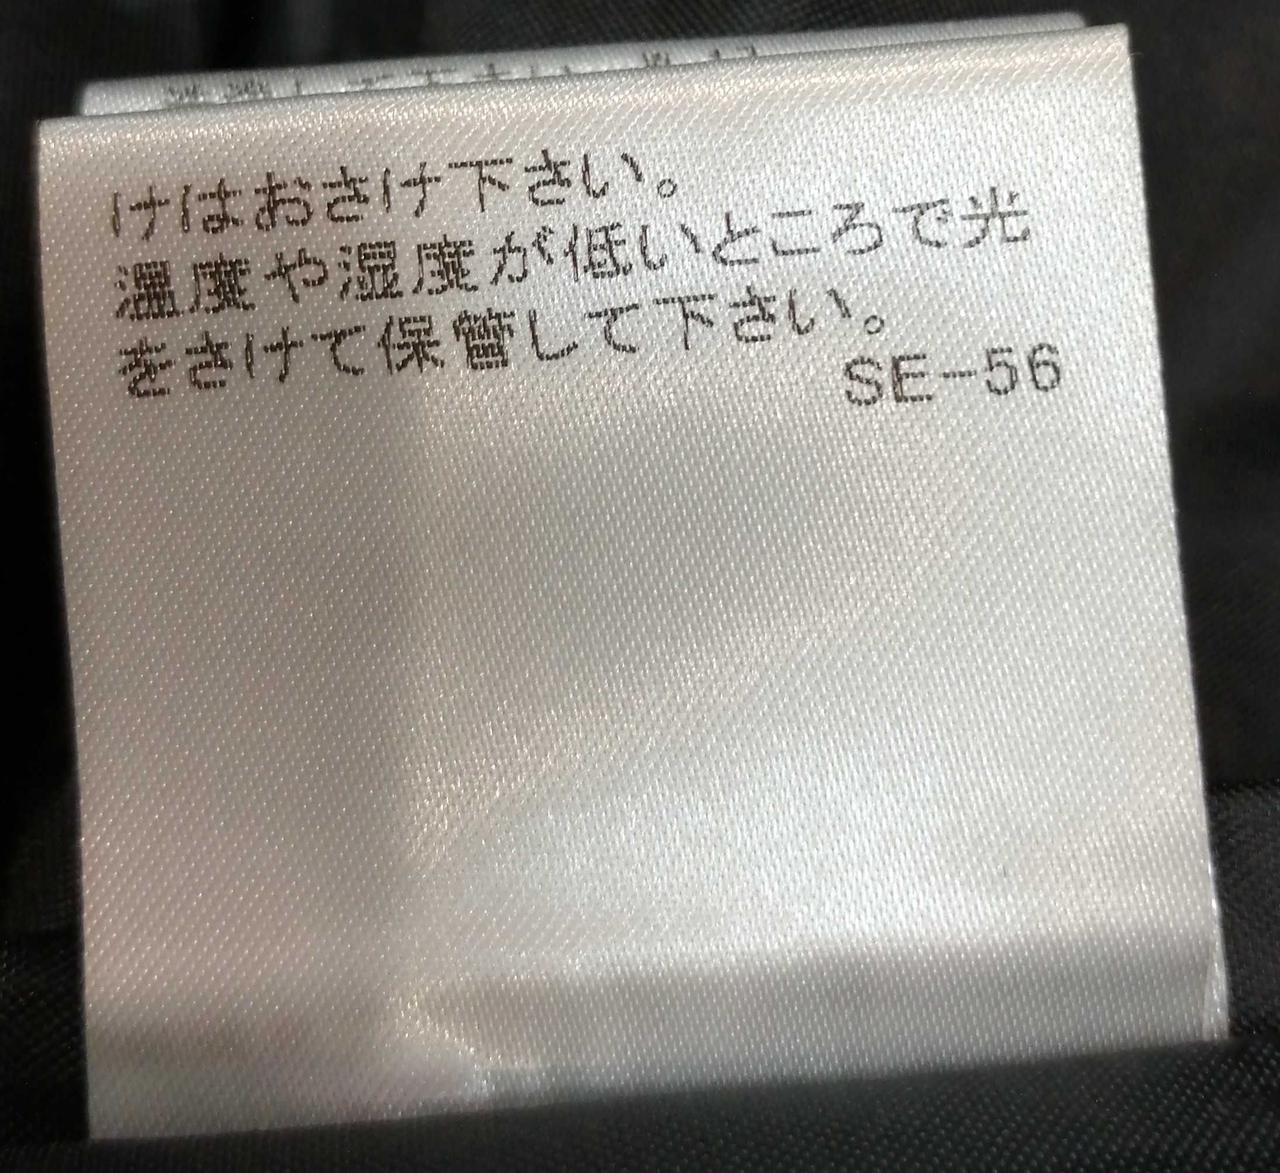 けはおさけ下さい。
温度や湿度が低いところで光
をさけて保管して下さい。
SE-56